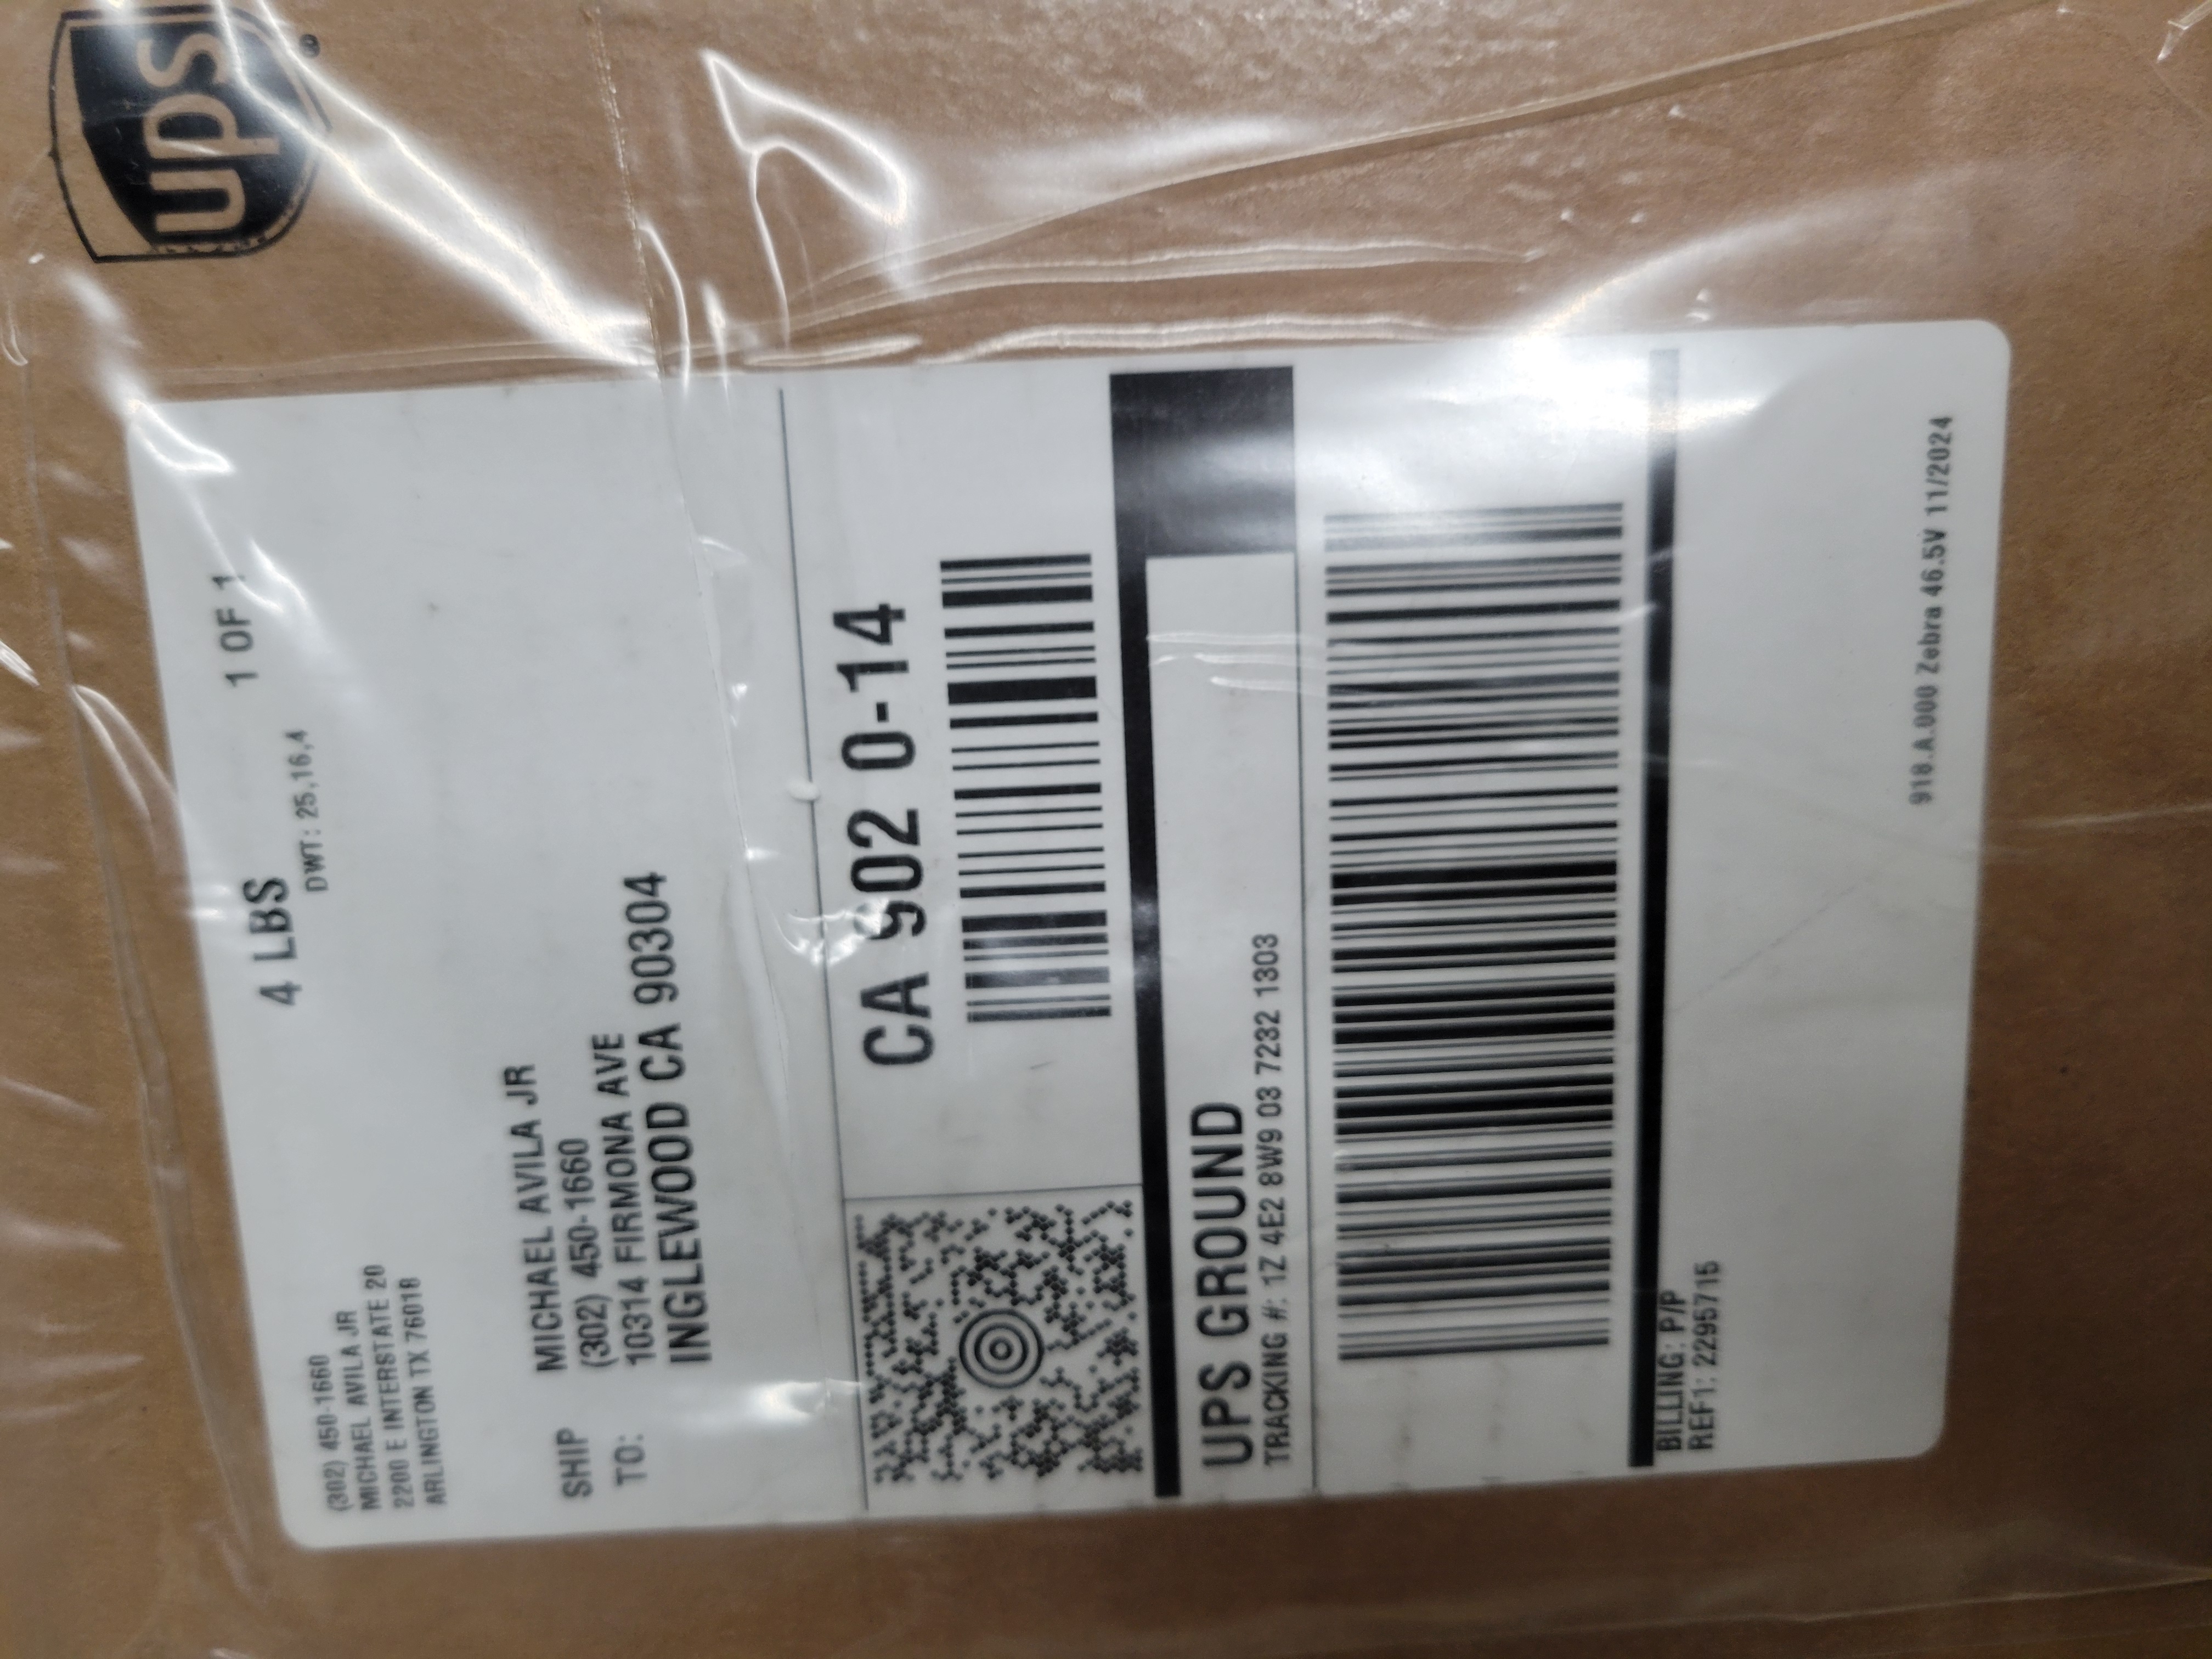 ups
4 LBS 1 OF 1
DWT: 25,16,4
(302) 450-1660
MICHAEL AVILA JR
2200 E INTERSTATE 20
ARLINGTON TX 76018
SHIP TO:
MICHAEL AVILA JR
(302) 450-1660
10314 FIRMONA AVE
INGLEWOOD CA 90304
CA 902 0-14
UPS GROUND
TRACKING #: 1Z 4E2 8W9 03 7232 1303
BILLING: P/P
REF1: 2295715
918.A.000 Zebra 46.5V 11/2024